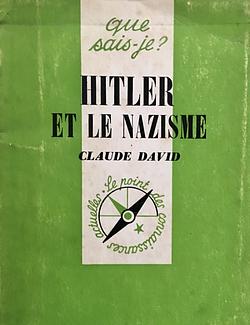 que
sais-je?
HITLER
ET LE NAZISME
CLAUDE DAVID
Le point des connaissances actuelles